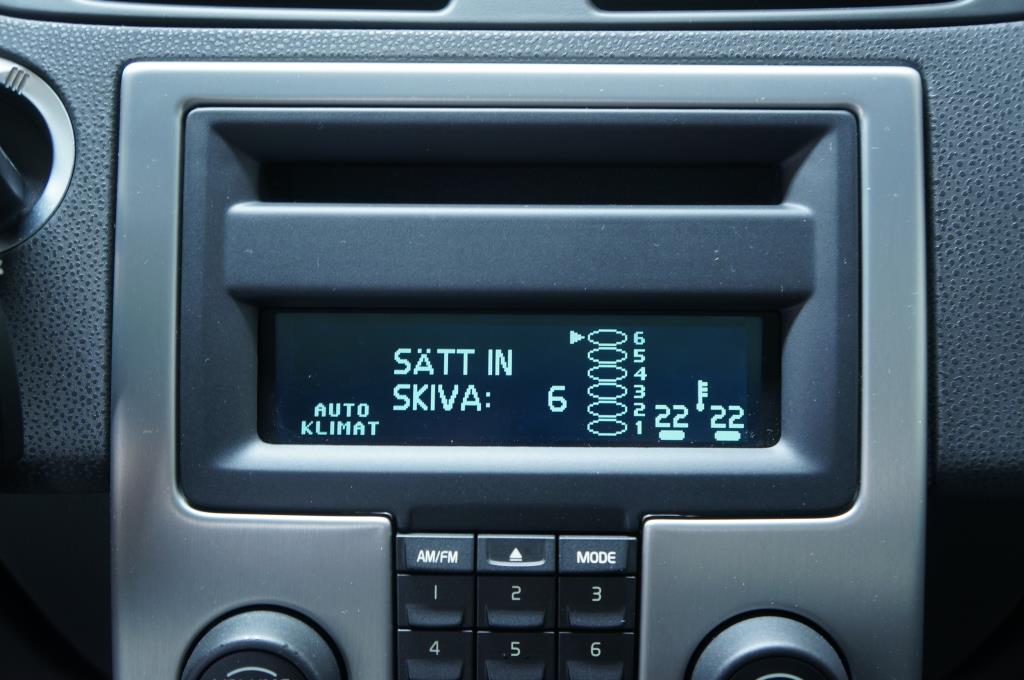 SÄTT IN
SKIVA: 6
AUTO
KLIMAT
6
5
4
3
2
1
22 22
AM/FM MODE
1 2 3
4 5 6